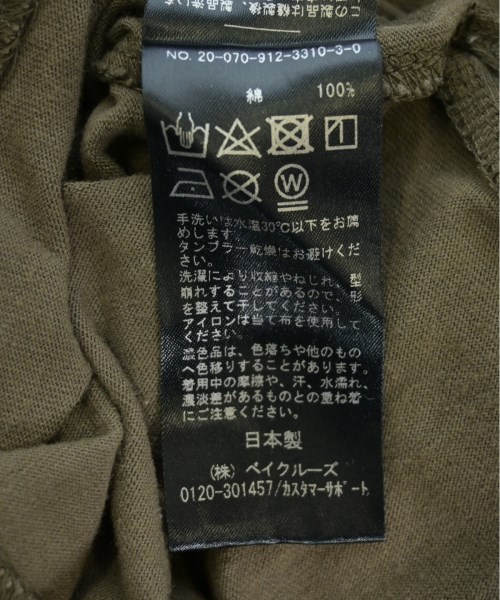 この製品は縫製後、
NO. 20-070-912-3310-3-0
綿 100%
W
手洗いは水温30℃以下をお薦
めします。
タンブラー乾燥はお避けくだ
さい。
洗濯により収縮やねじれ、型
崩れすることがあるので、形
を整えて干してください。
アイロンは当て布を使用して
ください。
濃色品は、色落ちや他のもの
へ色移りすることがあります。
着用中の摩擦や、汗、水濡れ、
濃淡差があるものとの重ね着
にご注意ください。
日本製
(株) ベイクルーズ
0120-301457/カスタマーサポート